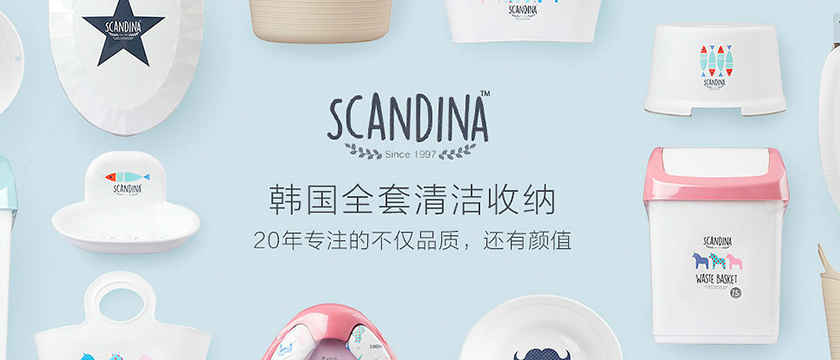 SCANDINA
SCANDINA™
Since 1997
韩国全套清洁收纳
20年专注的不仅品质，还有颜值
SCANDINA
SCANDINA
SCANDINA
WASTE BASKET